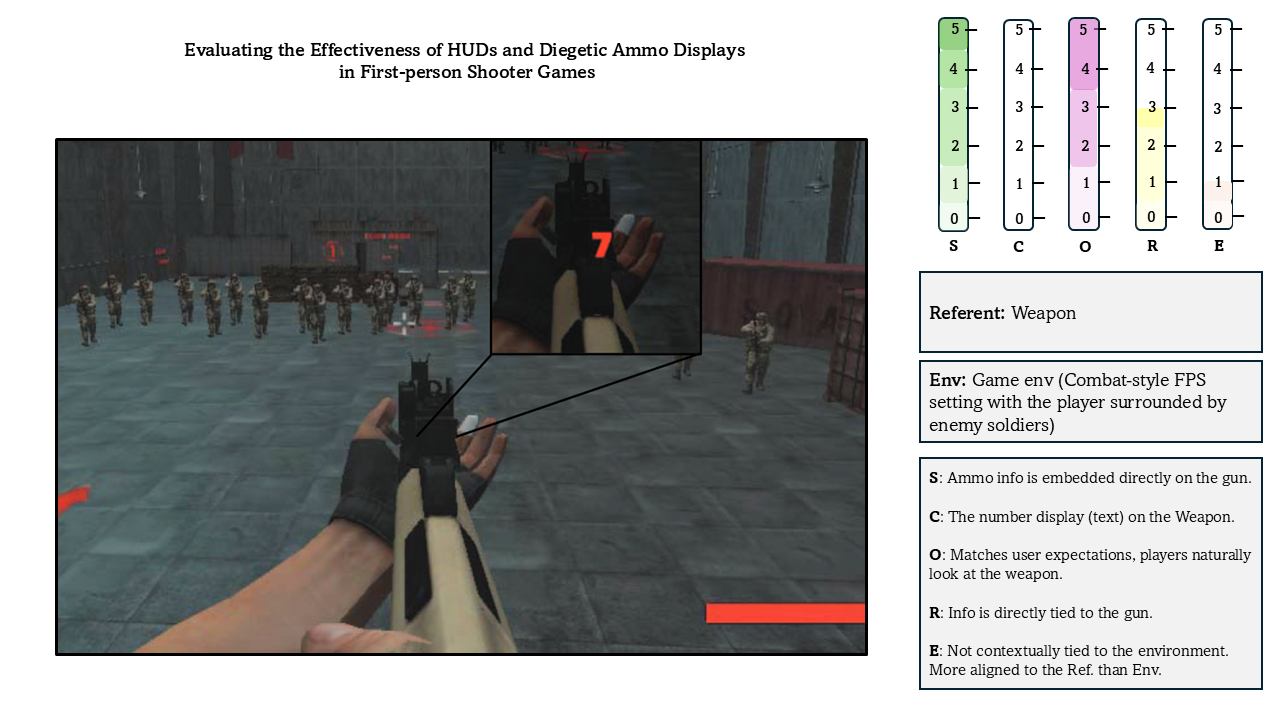 Evaluating the Effectiveness of HUDs and Diegetic Ammo Displays
in First-person Shooter Games
7
1
5 5 5 5 5
4 4 4 4 4
3 3 3 3 3
2 2 2 2 2
1 1 1 1 1
0 0 0 0 0
S C O R E
Referent: Weapon
Env: Game env (Combat-style FPS
setting with the player surrounded by
enemy soldiers)
S: Ammo info is embedded directly on the gun.
C: The number display (text) on the Weapon.
O: Matches user expectations, players naturally
look at the weapon.
R: Info is directly tied to the gun.
E: Not contextually tied to the environment.
More aligned to the Ref. than Env.